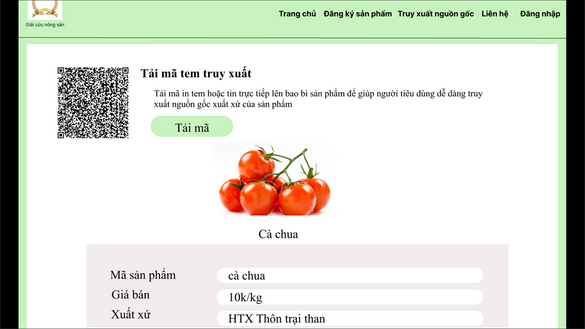 Trang chủ Đăng ký sản phẩm Truy xuất nguồn gốc Liên hệ Đăng nhập
Giải cứu nông sản
Tải mã tem truy xuất
Tải mã in tem hoặc tin trực tiếp lên bao bì sản phẩm để giúp người tiêu dùng dễ dàng truy
xuất nguồn gốc xuất xứ của sản phẩm
Tải mã
Cà chua
Mã sản phẩm cà chua
Giá bán 10k/kg
Xuất xứ HTX Thôn trại than